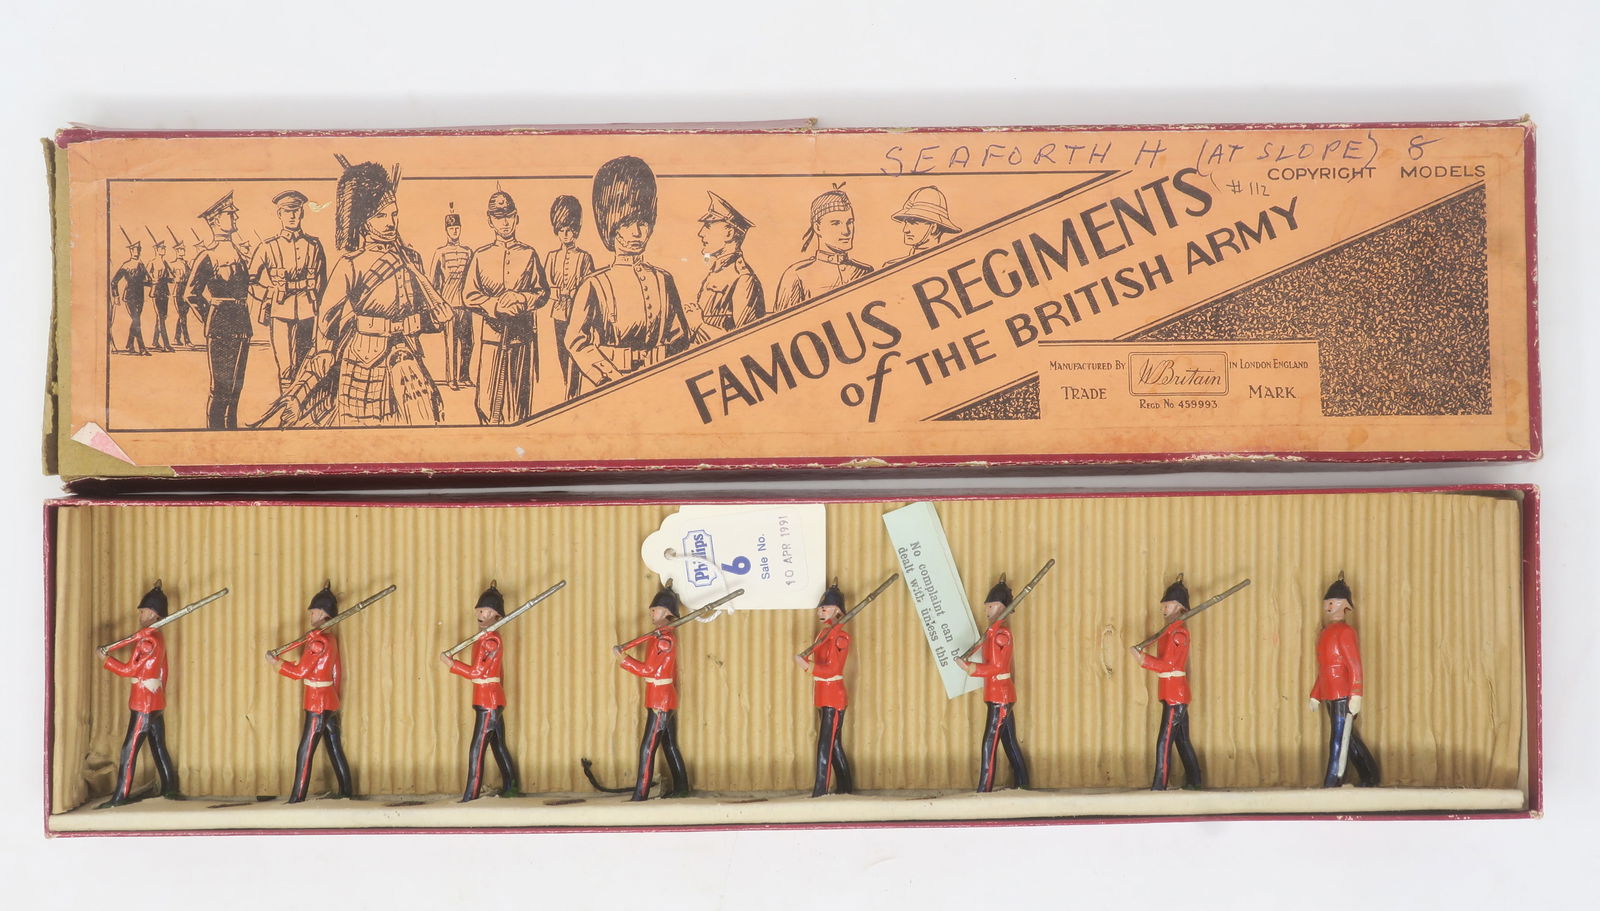 SEAFORTH H (AT SLOPE) 8
#112
COPYRIGHT MODELS
FAMOUS REGIMENTS
of THE BRITISH ARMY
MANUFACTURED BY W Britain IN LONDON ENGLAND
TRADE MARK
REGD NO. 459993.
Phillips
6
Sale No.
10 APR 1991
No complaint can be
dealt with unless this